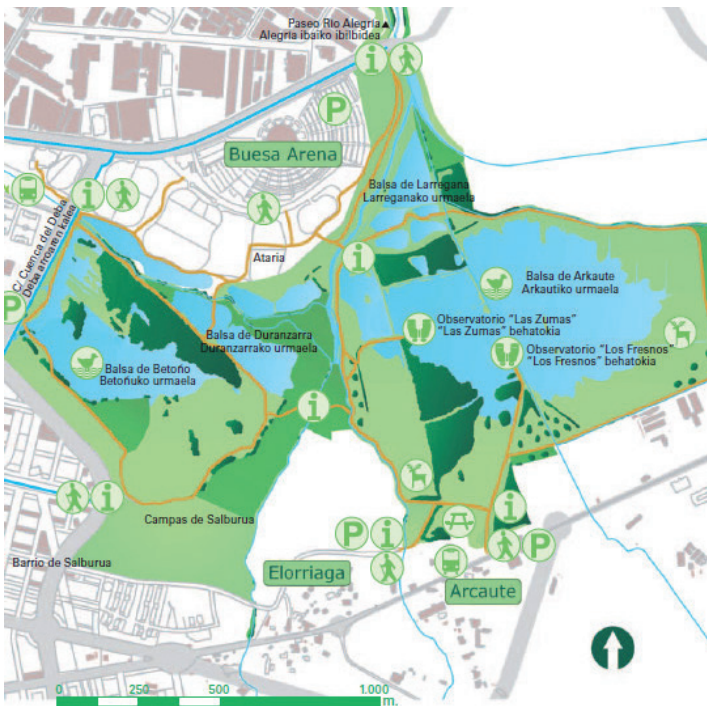 Paseo Río Alegría
Alegria ibaiko ibilbidea
i
P
Buesa Arena
Balsa de Larregana
Larreganako urmaela
i
C/ Cuenca del Deba
Deba arroaren kalea
Ataria
i
Balsa de Arkaute
Arkautiko urmaela
P
Observatorio "Las Zumas"
"Las Zumas" behatokia
Balsa de Duranzarra
Duranzarrako urmaela
Observatorio "Los Fresnos"
"Los Fresnos" behatokia
Balsa de Betoño
Betoñuko urmaela
i
i
Campas de Salburua
i
P
i
P
Barrio de Salburua
Elorriaga
Arcaute
0
250
500
1.000
m.